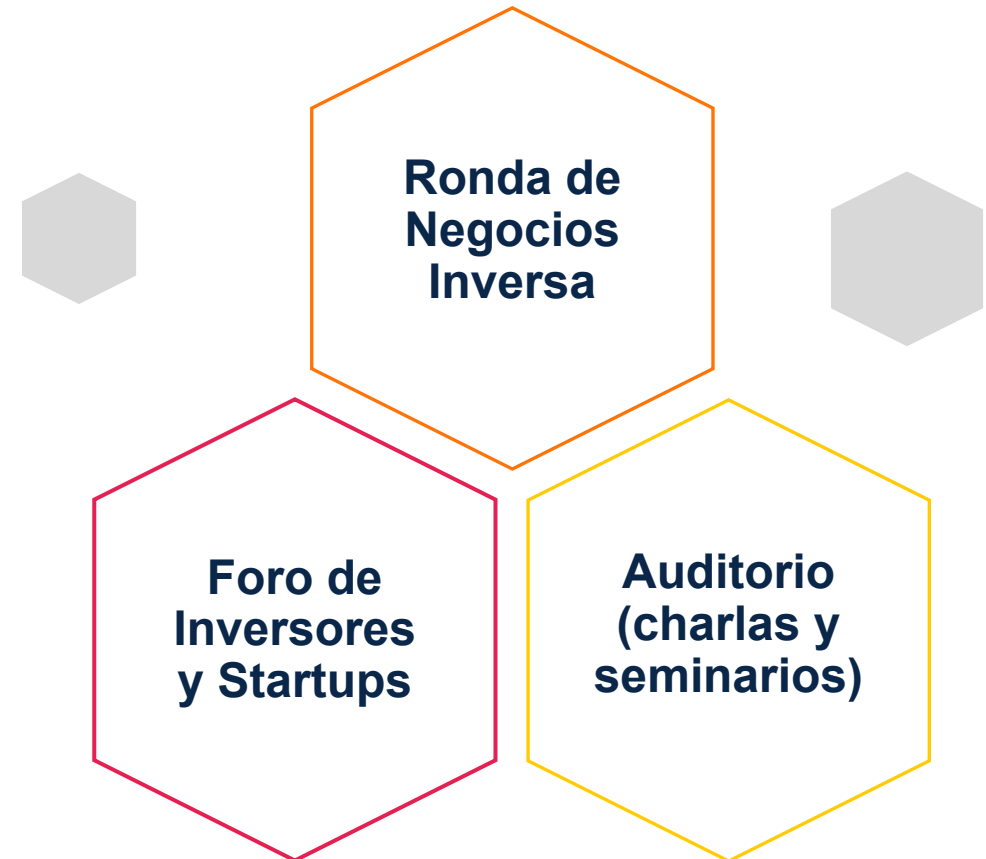 Ronda de
Negocios
Inversa
Foro de
Inversores
y Startups
Auditorio
(charlas y
seminarios)